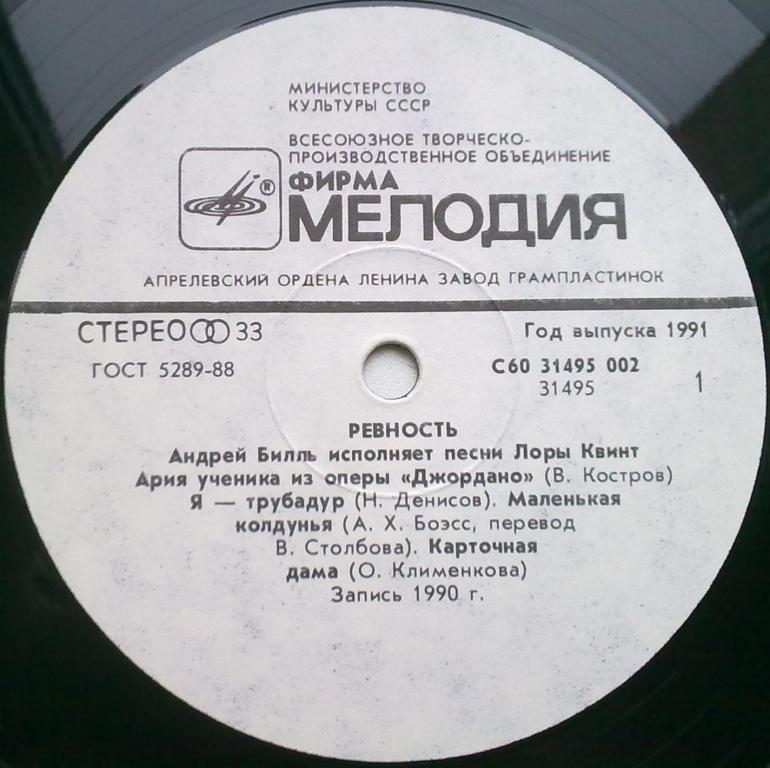 МИНИСТЕРСТВО
КУЛЬТУРЫ СССР
ВСЕСОЮЗНОЕ ТВОРЧЕСКО-
ПРОИЗВОДСТВЕННОЕ ОБЪЕДИНЕНИЕ
®
ФИРМА
МЕЛОДИЯ
АПРЕЛЕВСКИЙ ОРДЕНА ЛЕНИНА ЗАВОД ГРАМПЛАСТИНОК
СТЕРЕО 33
Год выпуска 1991
ГОСТ 5289-88
С60 31495 002
31495
1
РЕВНОСТЬ
Андрей Билль исполняет песни Лоры Квинт
Ария ученика из оперы «Джордано» (В. Костров)
Я — трубадур (Н. Денисов). Маленькая
колдунья (А. Х. Боэсс, перевод
В. Столбова). Карточная
дама (О. Клименкова)
Запись 1990 г.